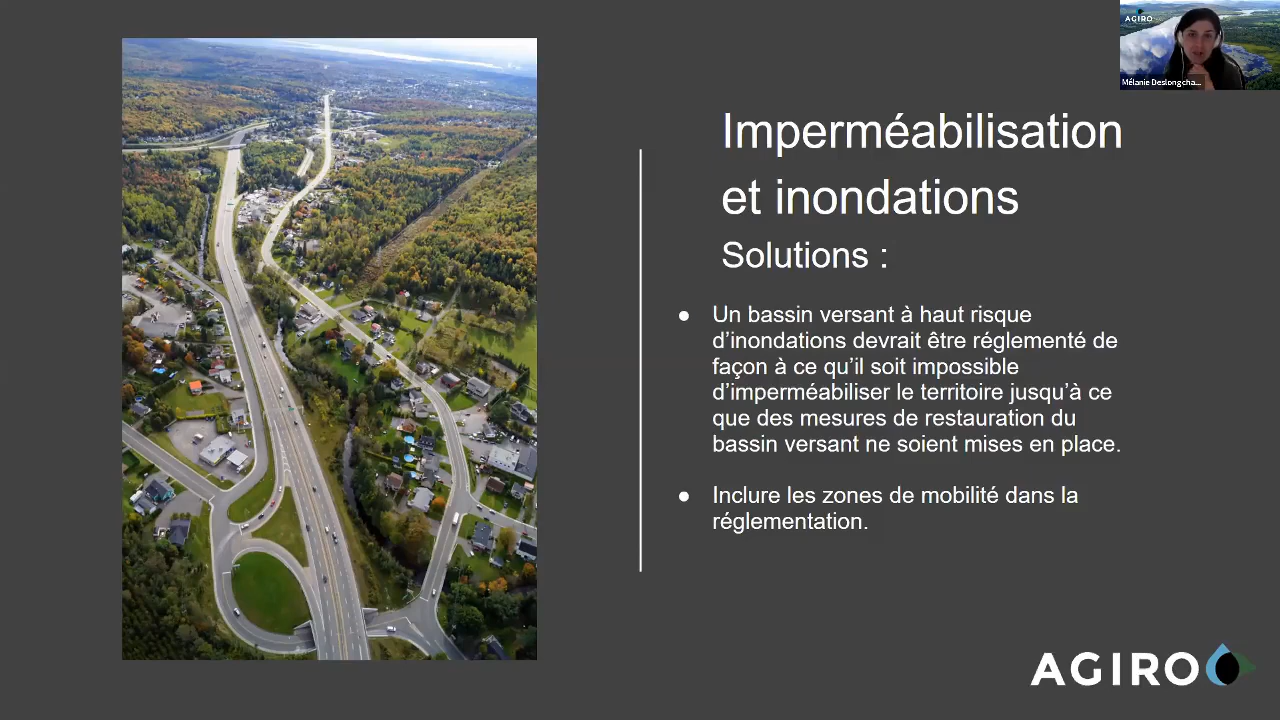 AGIRO
Mélanie Deslongcha...
Imperméabilisation
et inondations
Solutions :
● Un bassin versant à haut risque
d'inondations devrait être réglementé de
façon à ce qu'il soit impossible
d'imperméabiliser le territoire jusqu'à ce
que des mesures de restauration du
bassin versant ne soient mises en place.
● Inclure les zones de mobilité dans la
réglementation.
AGIRO